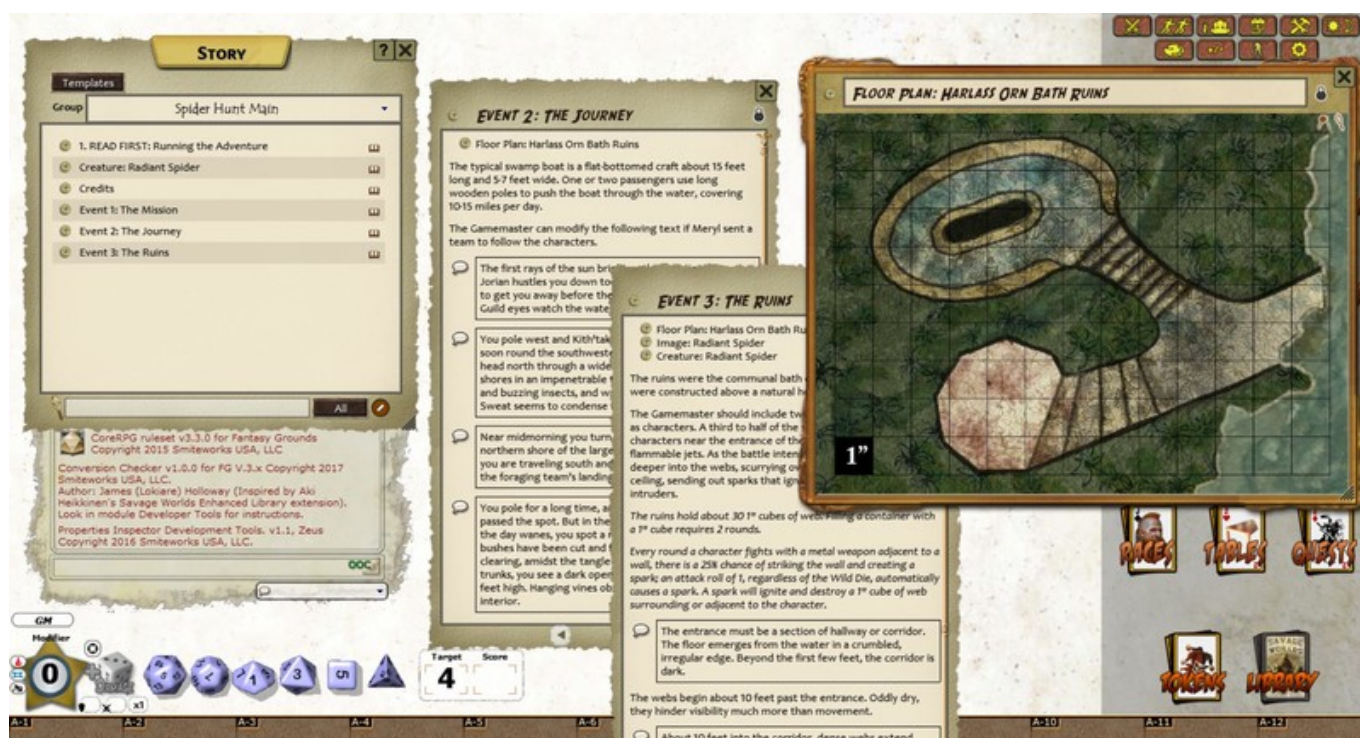 STORY
?
Templates
Group
Spider Hunt Main
1. READ FIRST: Running the Adventure
Creature: Radiant Spider
Credits
Event 1: The Mission
Event 2: The Journey
Event 3: The Ruins
All
CoreRPG ruleset v3.3.0 for Fantasy Grounds
Copyright 2015 Smiteworks USA, LLC
Conversion Checker v1.0.0 for FG V.3.x Copyright 2017
Smiteworks USA, LLC.
Author: James (Lokiare) Holloway (Inspired by Aki
Heikkinen's Savage Worlds Enhanced Library extension).
Look in module Developer Tools for instructions.
Properties Inspector Development Tools. v1.1, Zeus
Copyright 2016 Smiteworks USA, LLC.
OOC
GM
Modifier
0
x1
Target
Score
4
EVENT 2: THE JOURNEY
Floor Plan: Harlass Orn Bath Ruins
The typical swamp boat is a flat-bottomed craft about 15 feet
long and 5-7 feet wide. One or two passengers use long
wooden poles to push the boat through the water, covering
10-15 miles per day.
The Gamemaster can modify the following text if Meryl sent a
team to follow the characters.
The first rays of the sun
Jorian hustles you down
to get you away before the
Guild eyes watch the
You pole west and
soon round the
head north through a wide
shores in an impenetrable
and buzzing insects, and
Sweat seems to condense
Near midmorning you turn
northern shore of the large
you are traveling south and
the foraging team's
You pole for a long time,
passed the spot. But in the
the day wanes, you spot a
bushes have been cut and
clearing, amidst the
trunks, you see a dark
feet high. Hanging vines
interior.
EVENT 3: THE RUINS
Floor Plan: Harlass Orn Bath
Image: Radiant Spider
Creature: Radiant Spider
The ruins were the communal bath
were constructed above a natural
The Gamemaster should include
as characters. A third to half of the
characters near the entrance of the
flammable jets. As the battle
deeper into the webs, scurrying
ceiling, sending out sparks that
intruders.
The ruins hold about 30 1" cubes of web. Filling a container with
a 1" cube requires 2 rounds.
Every round a character fights with a metal weapon adjacent to a
wall, there is a 25% chance of striking the wall and creating a
spark; an attack roll of 1, regardless of the Wild Die, automatically
causes a spark. A spark will ignite and destroy a 1" cube of web
surrounding or adjacent to the character.
The entrance must be a section of hallway or corridor.
The floor emerges from the water in a crumbled,
irregular edge. Beyond the first few feet, the corridor is
dark.
The webs begin about 10 feet past the entrance. Oddly dry,
they hinder visibility much more than movement.
About 10 feet into the corridor, dense webs extend
FLOOR PLAN: HARLASS ORN BATH RUINS
1"
RACES
TABLES
QUESTS
TOKENS
SAVAGE
WORLDS
LIBRARY
A-1
A-2
A-3
A-4
A-5
A-6
A-10
A-11
A-12